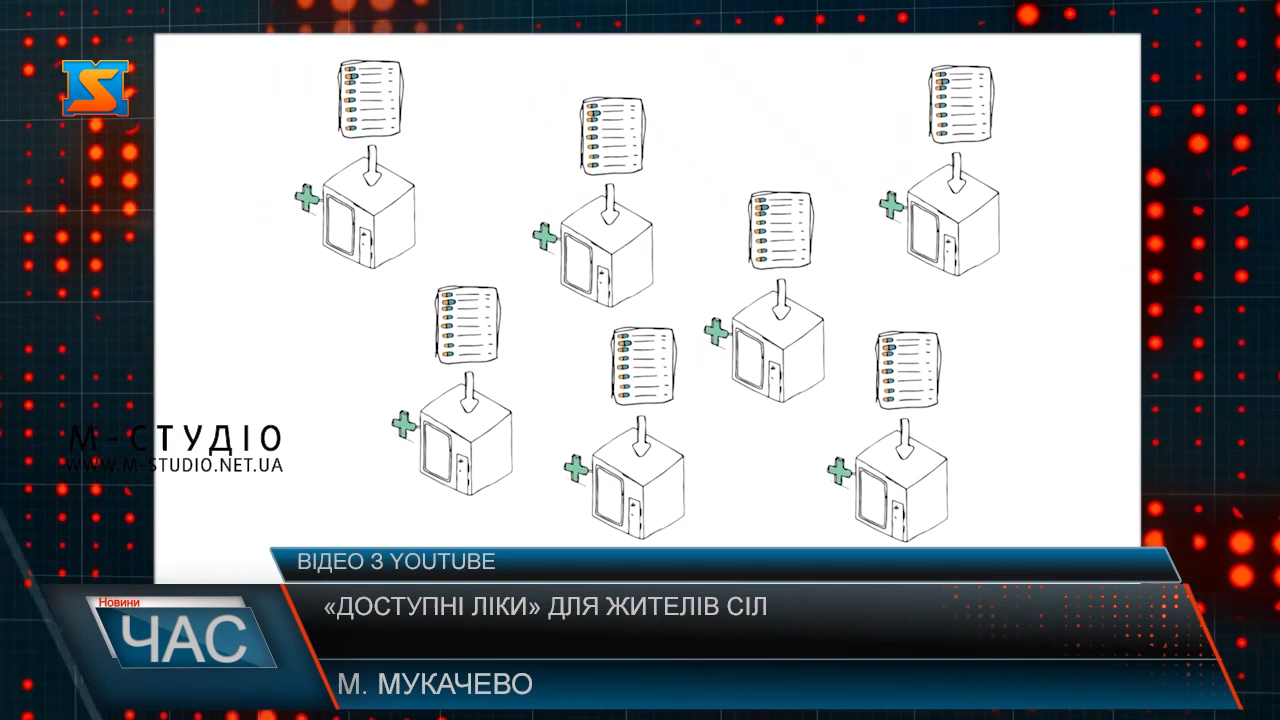 М-СТУДІО
WWW.M-STUDIO.NET.UA
ВІДЕО З YOUTUBE
«ДОСТУПНІ ЛІКИ» ДЛЯ ЖИТЕЛІВ СІЛ
Новини
ЧАС
М. МУКАЧЕВО